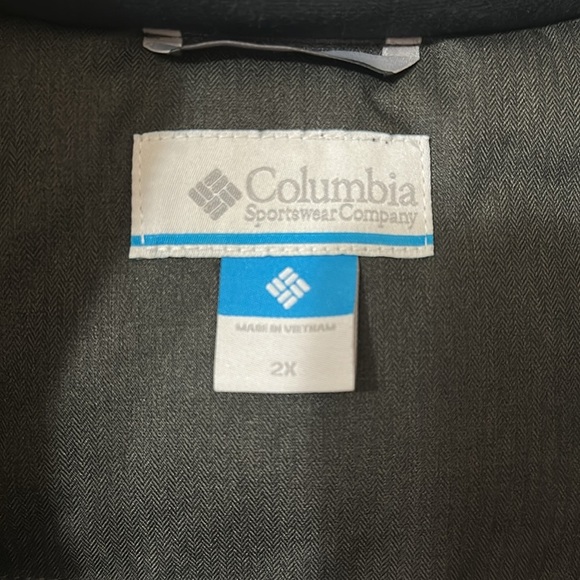 Columbia
Sportswear Company
MADE IN VIETNAM
2X